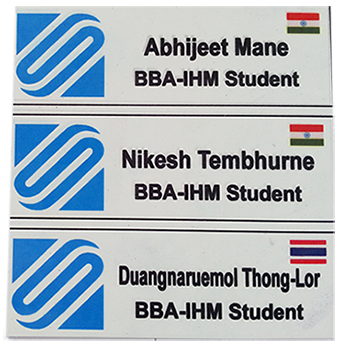 Abhijeet Mane
BBA-IHM Student
Nikesh Tembhurne
BBA-IHM Student
Duangnaruemol Thong-Lor
BBA-IHM Student